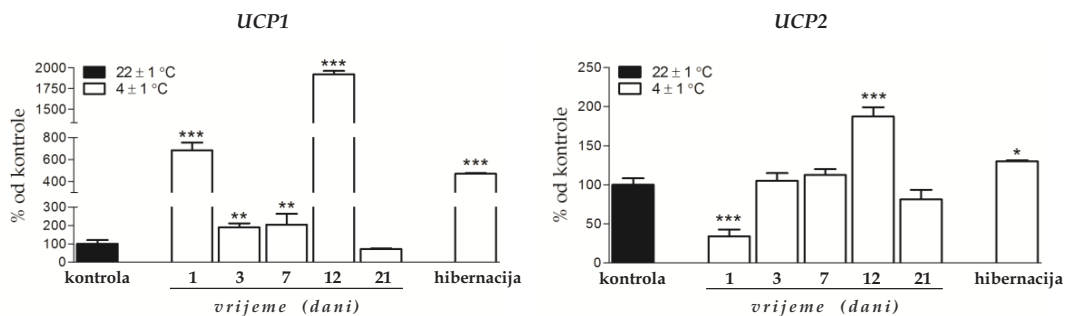 UCP1
22 ± 1 °C
4 ± 1 °C
% od kontrole
2000
1750
1500
800
600
400
200
100
0
***
**
**
***
***
kontrola
1 3 7 12 21
hibernacija
vrijeme (dani)
UCP2
22 ± 1 °C
4 ± 1 °C
% od kontrole
250
200
150
100
50
0
***
***
*
kontrola
1 3 7 12 21
hibernacija
vrijeme (dani)